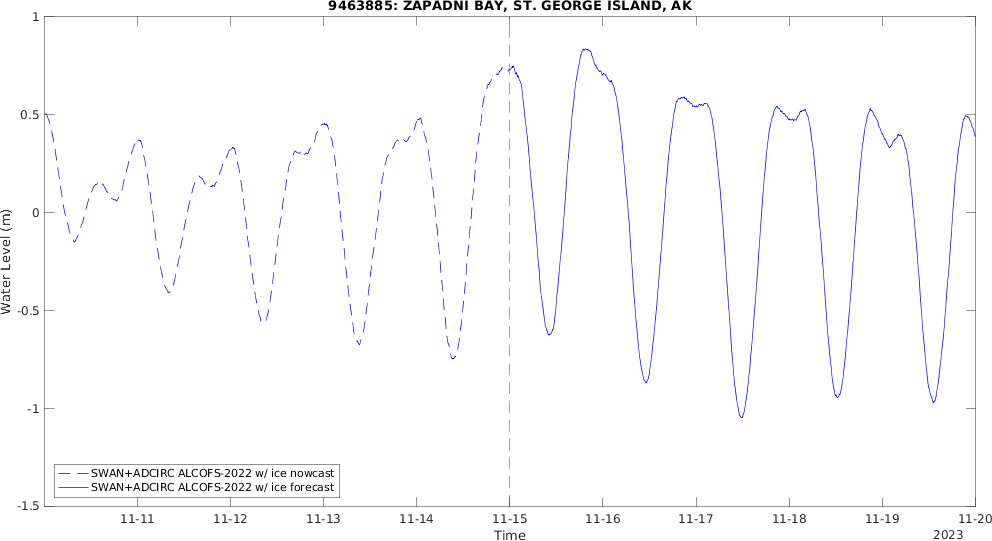 9463885: ZAPADNI BAY, ST. GEORGE ISLAND, AK
1
0.5
0
-0.5
-1
-1.5
Water Level (m)
SWAN+ADCIRC ALCOFS-2022 w/ ice nowcast
SWAN+ADCIRC ALCOFS-2022 w/ ice forecast
11-11 11-12 11-13 11-14 11-15 11-16 11-17 11-18 11-19 11-20
Time
2023